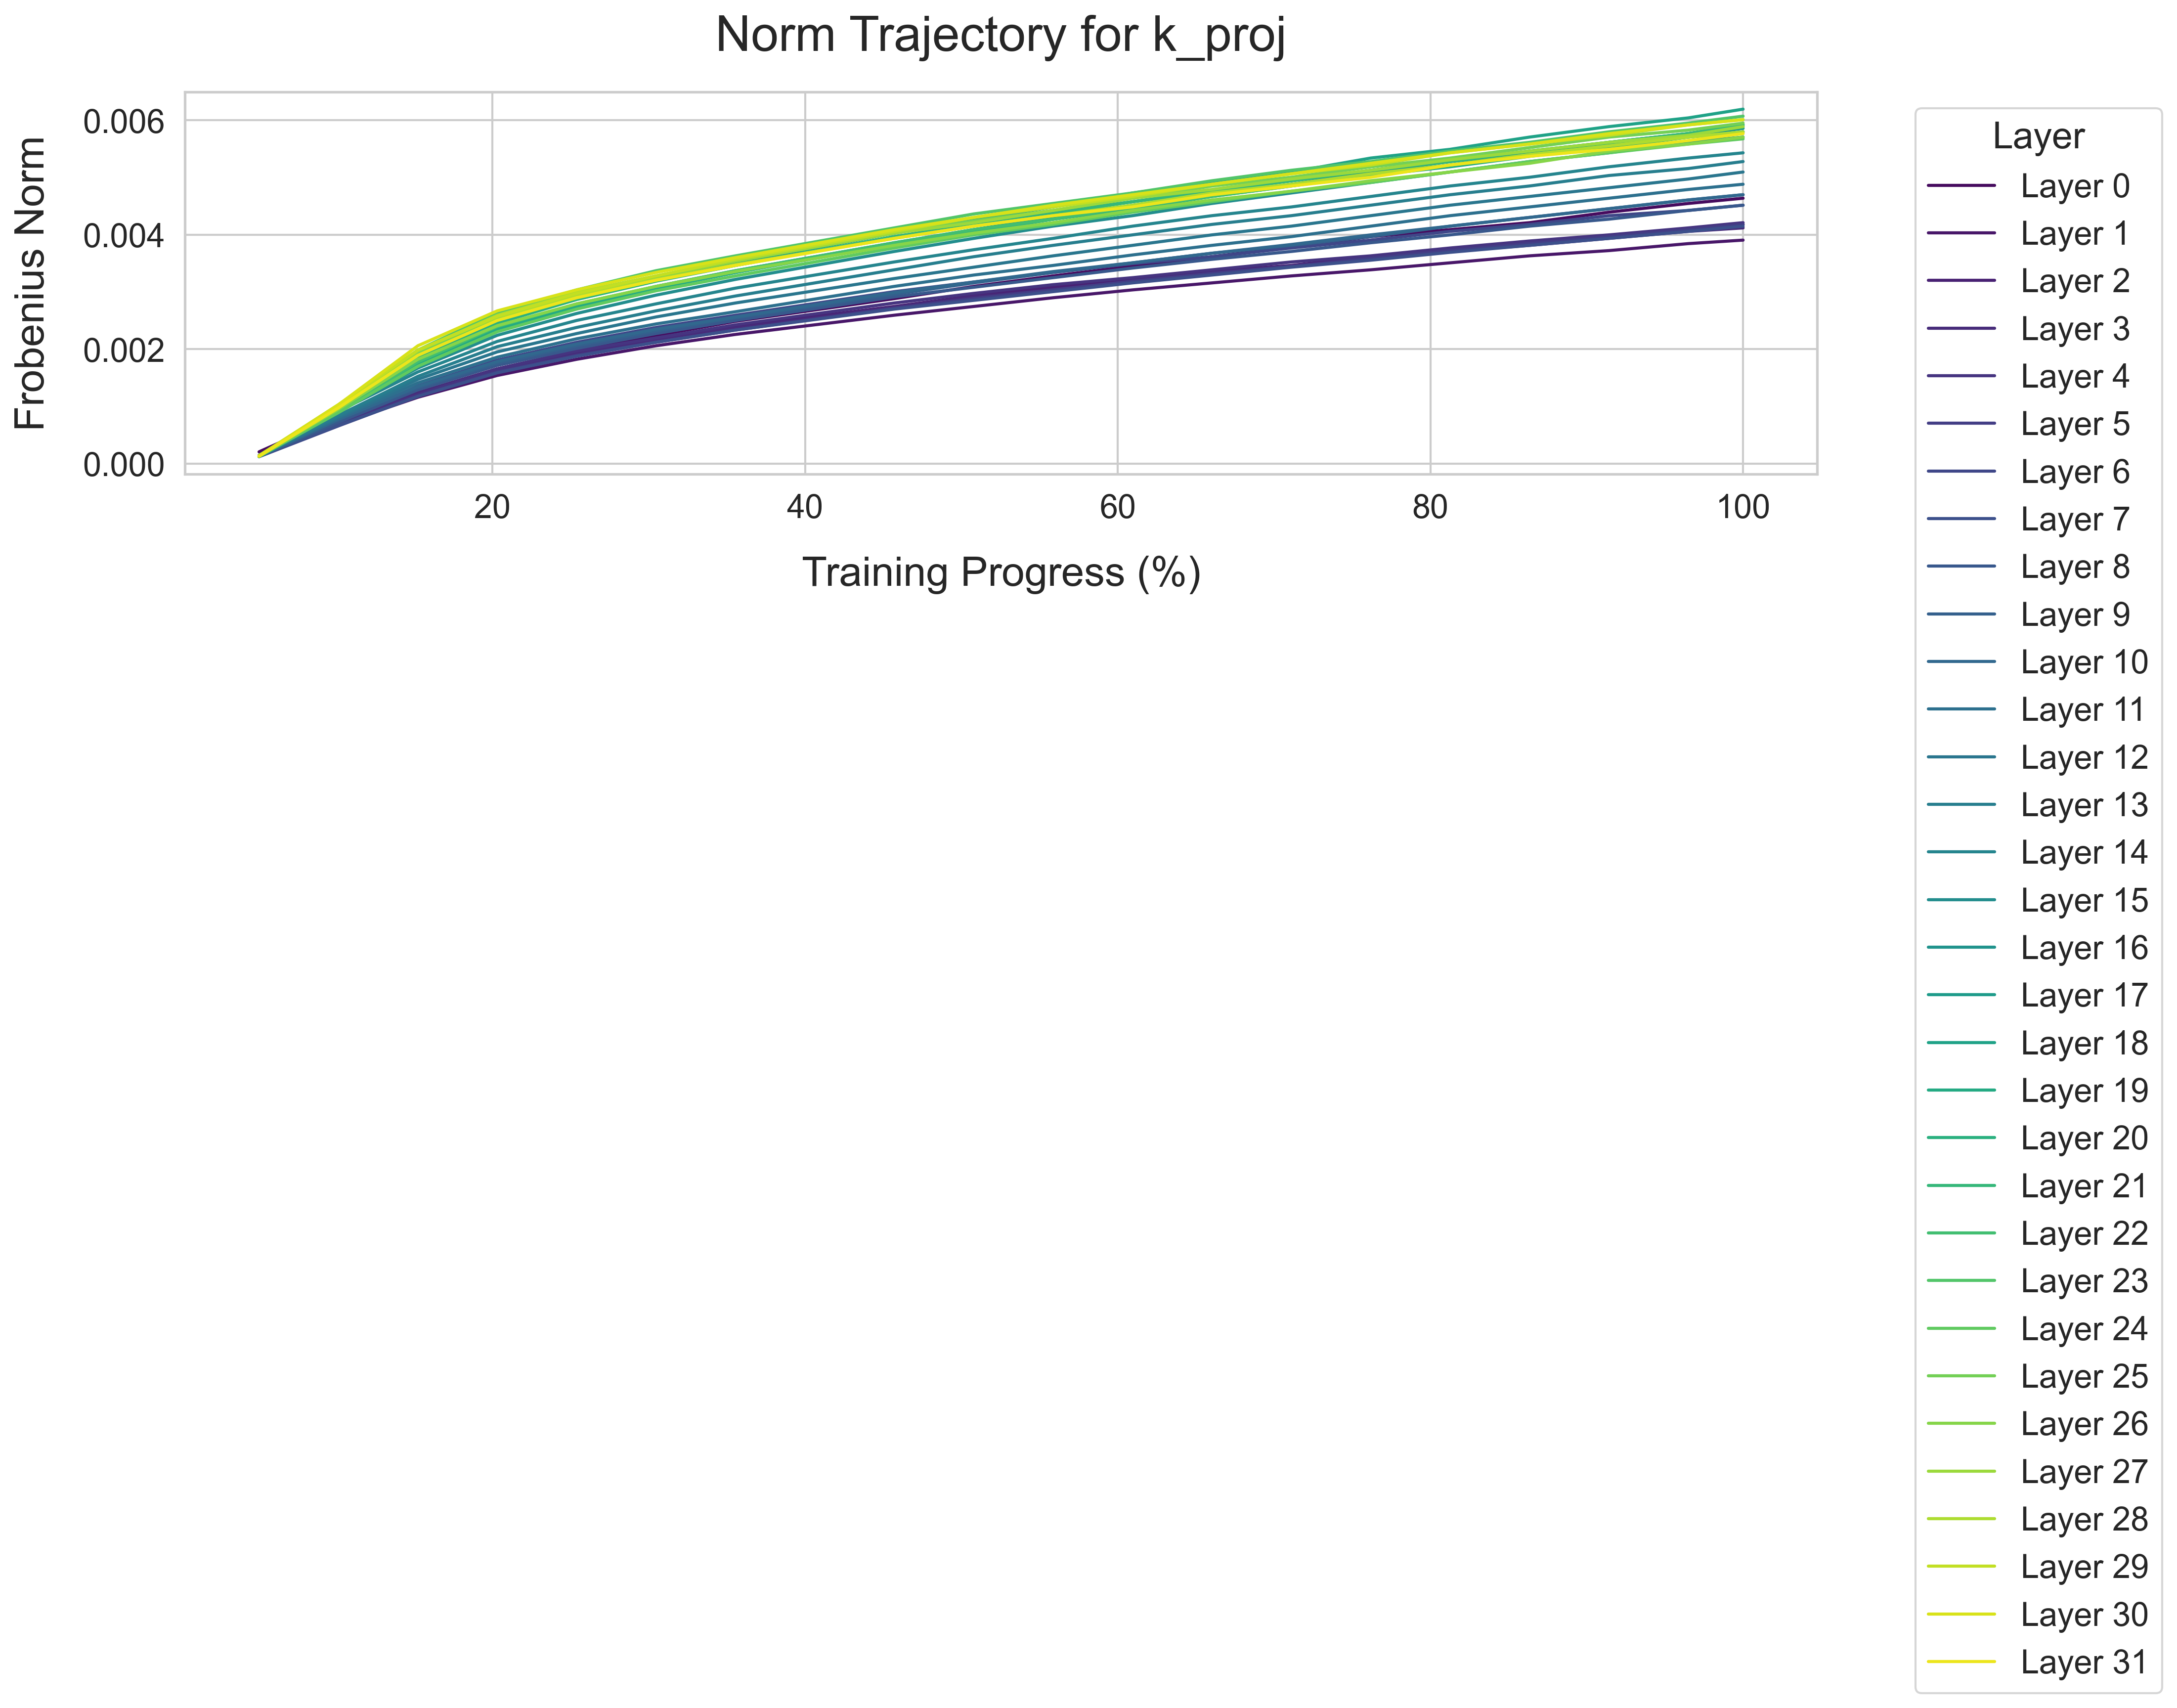 Norm Trajectory for k_proj
Frobenius Norm
0.006
0.004
0.002
0.000
20 40 60 80 100
Training Progress (%)
Layer
Layer 0
Layer 1
Layer 2
Layer 3
Layer 4
Layer 5
Layer 6
Layer 7
Layer 8
Layer 9
Layer 10
Layer 11
Layer 12
Layer 13
Layer 14
Layer 15
Layer 16
Layer 17
Layer 18
Layer 19
Layer 20
Layer 21
Layer 22
Layer 23
Layer 24
Layer 25
Layer 26
Layer 27
Layer 28
Layer 29
Layer 30
Layer 31